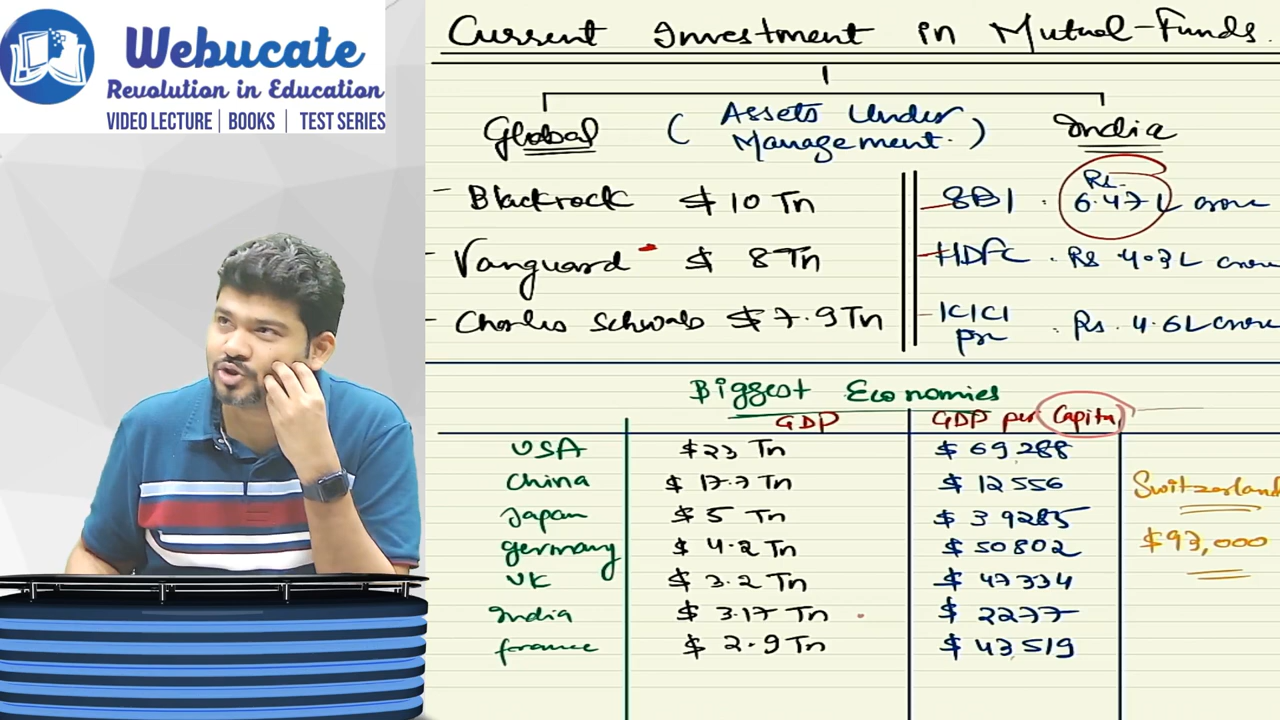 Webucate
Revolution in Education
VIDEO LECTURE | BOOKS | TEST SERIES
Current Investment in Mutual-Funds.
Global (Assets Under Management.) India
- Blackrock $ 10 Tn
- Vanguard $ 8 Tn
- Charles Schwab $ 7.9 Tn
- SBI . Rs. 6.47 L crore
- HDFC . Rs 4.03 L crore
- ICICI pru . Rs. 4.6 L crore
Biggest Economies
GDP GDP per Capita
USA $23 Tn $ 69288
China $ 17.7 Tn $ 12556
Japan $ 5 Tn $ 39285
Germany $ 4.2 Tn $ 50802
UK $ 3.2 Tn $ 47334
India $ 3.17 Tn $ 2277
France $ 2.9 Tn $ 43519
Switzerland
$93,000